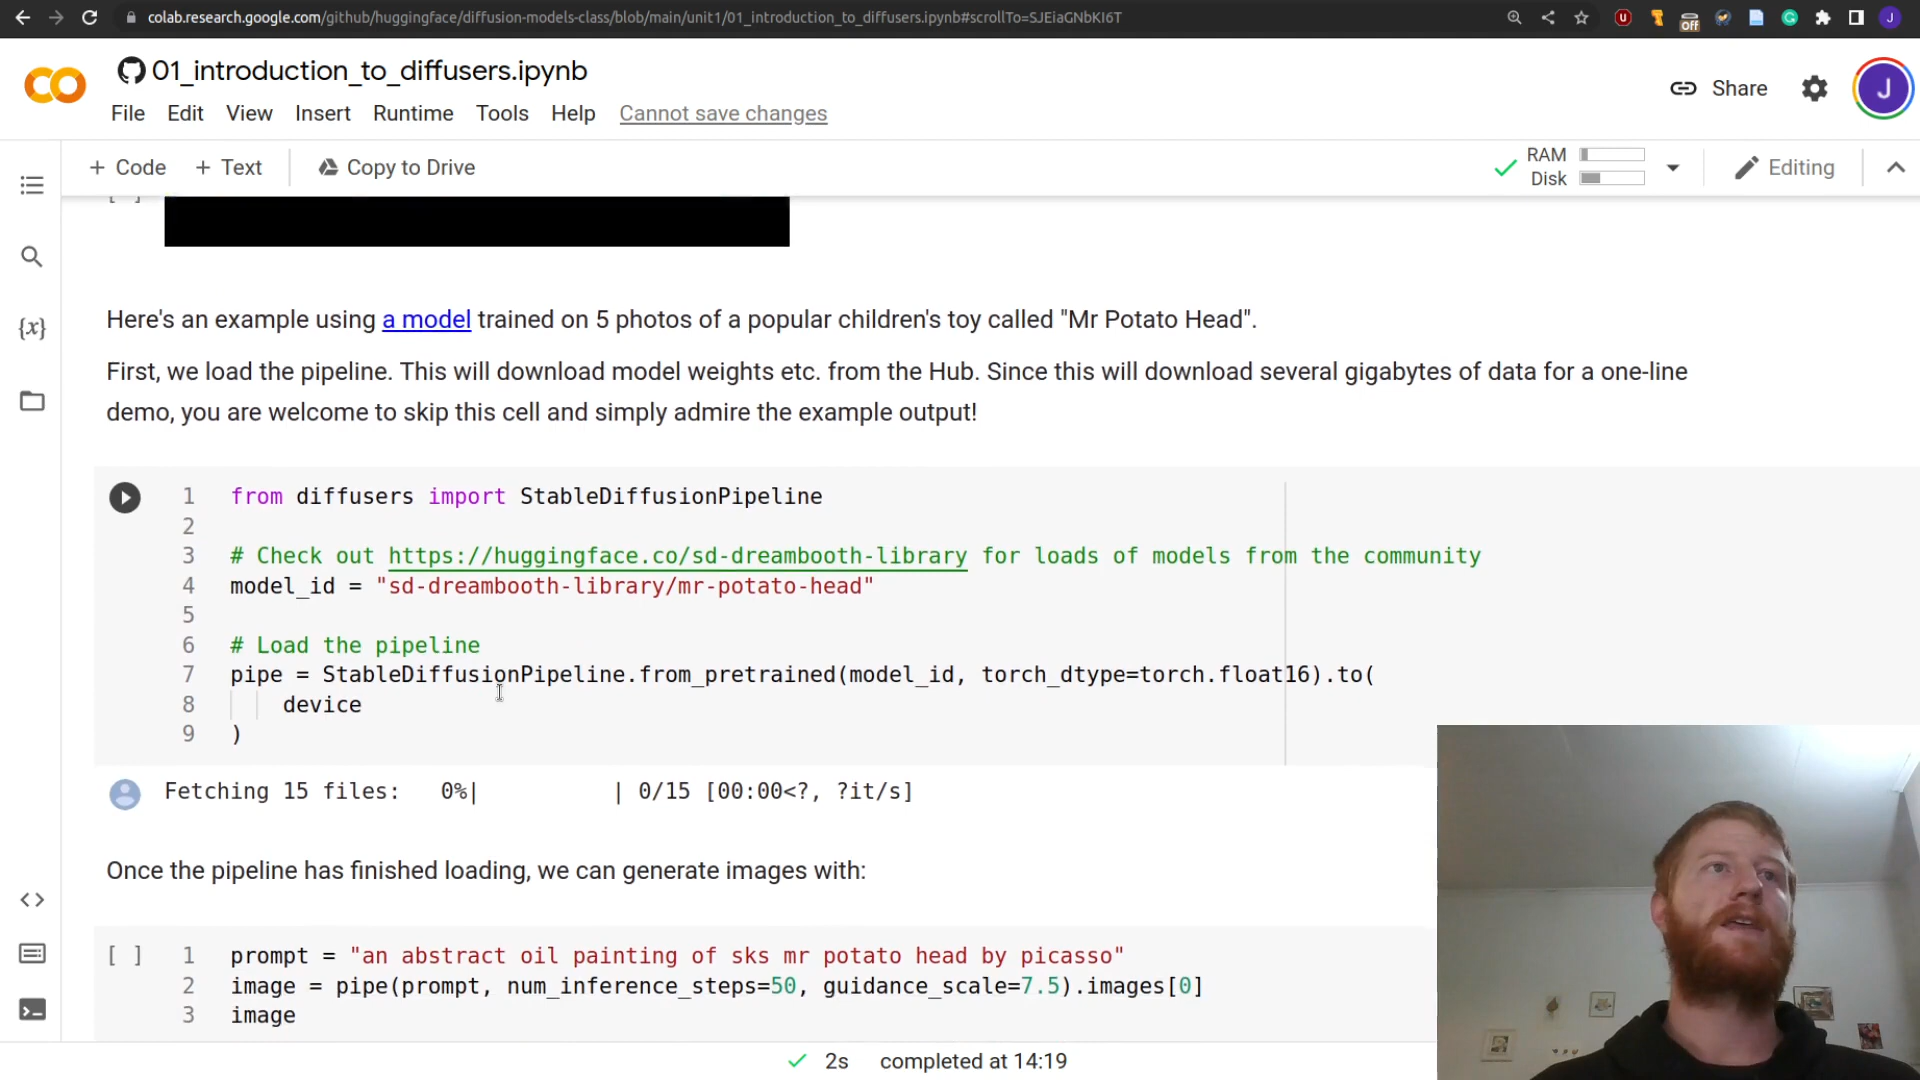 colab.research.google.com/github/huggingface/diffusion-models-class/blob/main/unit1/01_introduction_to_diffusers.ipynb#scrollTo=SJEiaGNbKI6T
Off
J
01_introduction_to_diffusers.ipynb
File Edit View Insert Runtime Tools Help Cannot save changes
Share
J
+ Code + Text Copy to Drive
RAM
Disk
Editing
{x}
[ ]
Here's an example using a model trained on 5 photos of a popular children's toy called "Mr Potato Head".
First, we load the pipeline. This will download model weights etc. from the Hub. Since this will download several gigabytes of data for a one-line
demo, you are welcome to skip this cell and simply admire the example output!
1 from diffusers import StableDiffusionPipeline
2
3 # Check out https://huggingface.co/sd-dreambooth-library for loads of models from the community
4 model_id = "sd-dreambooth-library/mr-potato-head"
5
6 # Load the pipeline
7 pipe = StableDiffusionPipeline.from_pretrained(model_id, torch_dtype=torch.float16).to(
8 device
9 )
Fetching 15 files: 0%| | 0/15 [00:00<?, ?it/s]
Once the pipeline has finished loading, we can generate images with:
[ ] 1 prompt = "an abstract oil painting of sks mr potato head by picasso"
2 image = pipe(prompt, num_inference_steps=50, guidance_scale=7.5).images[0]
3 image
2s completed at 14:19